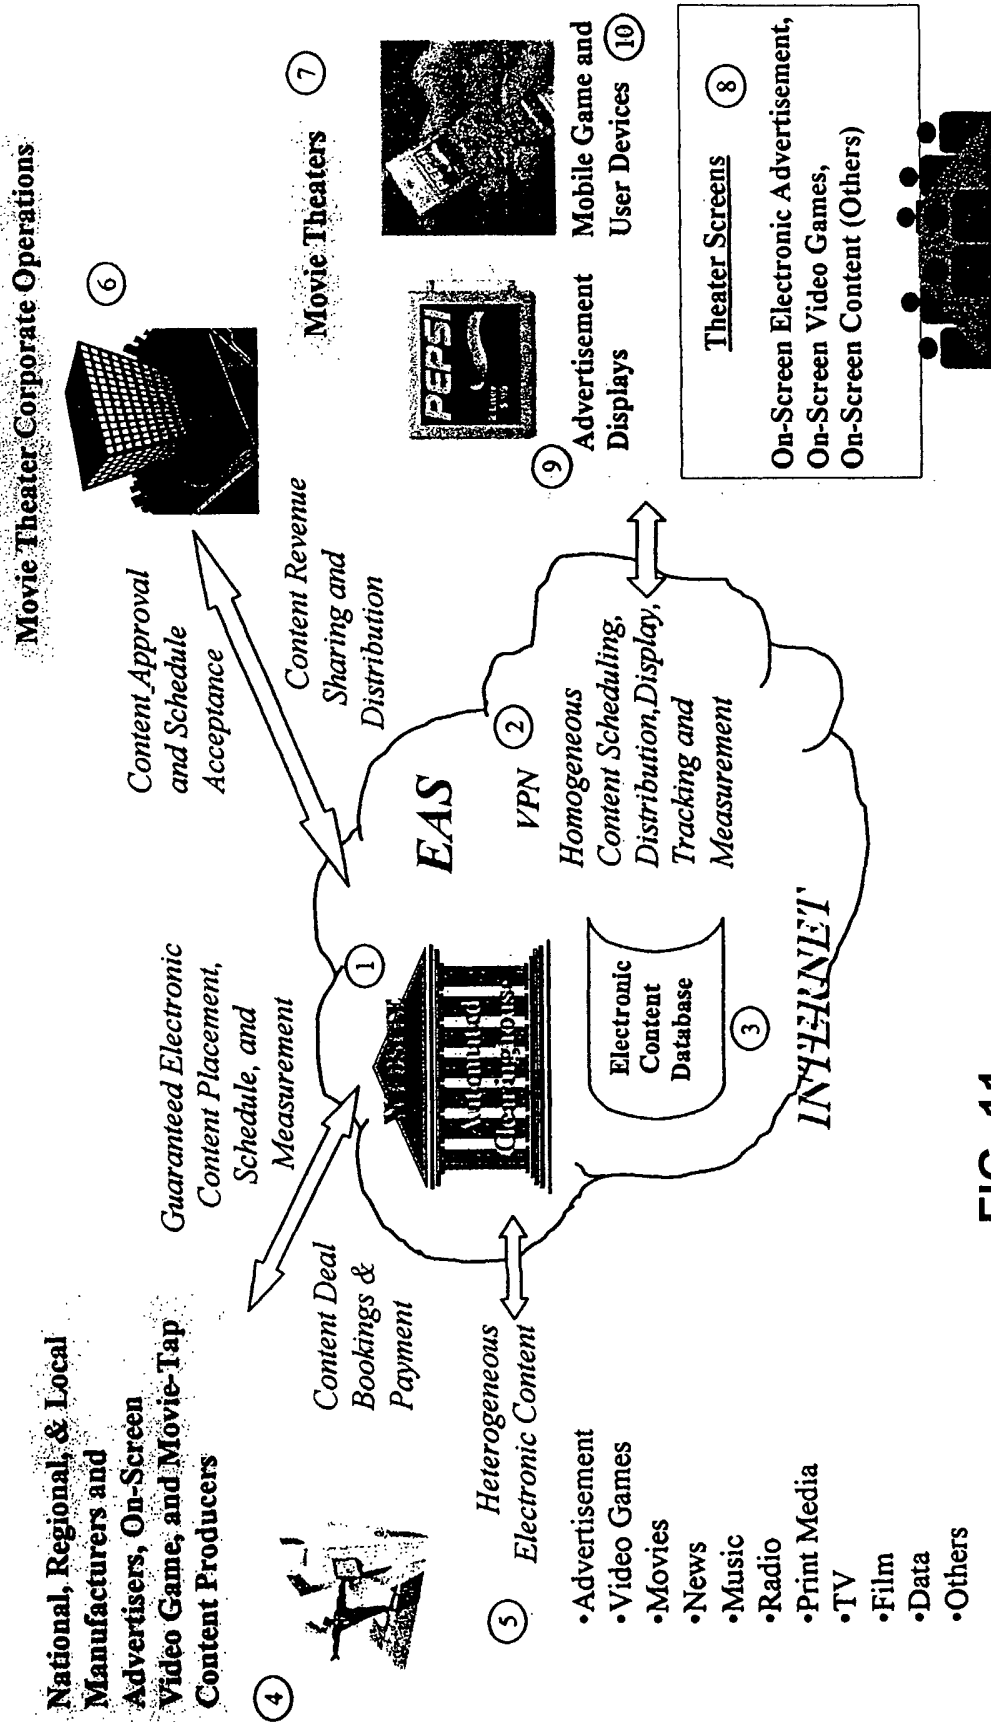 Movie Theater Corporate Operations
6
Content Approval
and Schedule
Acceptance
Content Revenue
Sharing and
Distribution
Movie Theaters
7
PEPSI
9
Advertisement
Displays
Mobile Game and
User Devices
10
Theater Screens
8
On-Screen Electronic Advertisement,
On-Screen Video Games,
On-Screen Content (Others)
National, Regional, & Local
Manufacturers and
Advertisers, On-Screen
Video Game, and Movie-Tap
Content Producers
4
Guaranteed Electronic
Content Placement,
Schedule, and
Measurement
Content Deal
Bookings &
Payment
Heterogeneous
Electronic Content
5
•Advertisement
•Video Games
•Movies
•News
•Music
•Radio
•Print Media
•TV
•Film
•Data
•Others
1
Automated
Clearinghouse
EAS
VPN
2
Homogeneous
Content Scheduling,
Distribution,Display,
Tracking and
Measurement
Electronic
Content
Database
3
INTERNET
FIG. 11